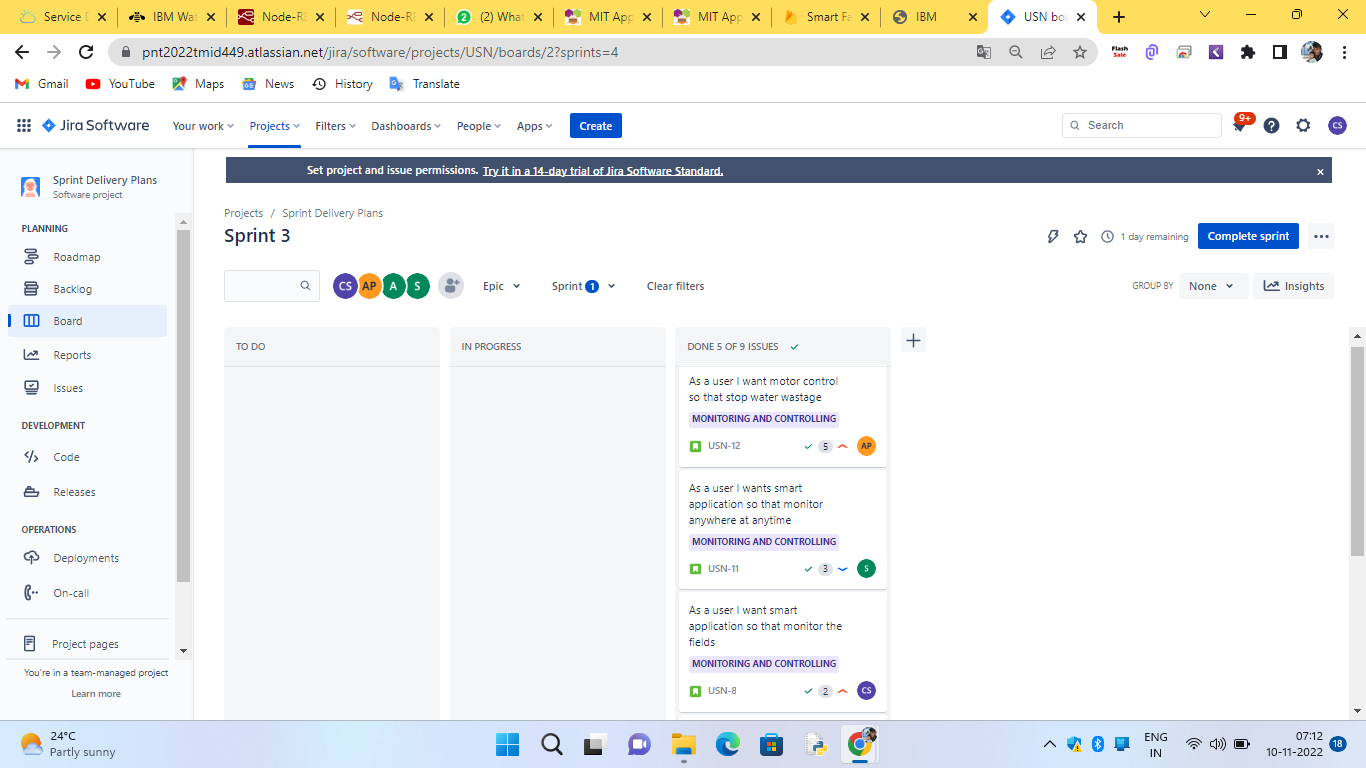 Service D
IBM Wat
Node-RE
Node-RE
(2) What
MIT App
MIT App
Smart Fa
IBM
USN boa
pnt2022tmid449.atlassian.net/jira/software/projects/USN/boards/2?sprints=4
Flash Sale
Gmail
YouTube
Maps
News
History
Translate
Jira Software
Your work
Projects
Filters
Dashboards
People
Apps
Create
Search
9+
CS
Sprint Delivery Plans
Software project
PLANNING
Roadmap
Backlog
Board
Reports
Issues
DEVELOPMENT
Code
Releases
OPERATIONS
Deployments
On-call
Project pages
You're in a team-managed project
Learn more
Set project and issue permissions. Try it in a 14-day trial of Jira Software Standard.
Projects / Sprint Delivery Plans
Sprint 3
1 day remaining
Complete sprint
CS AP A S
Epic
Sprint 1
Clear filters
GROUP BY
None
Insights
TO DO
IN PROGRESS
DONE 5 OF 9 ISSUES
As a user I want motor control
so that stop water wastage
MONITORING AND CONTROLLING
USN-12 5 AP
As a user I wants smart
application so that monitor
anywhere at anytime
MONITORING AND CONTROLLING
USN-11 3 S
As a user I want smart
application so that monitor the
fields
MONITORING AND CONTROLLING
USN-8 2 CS
24°C
Partly sunny
ENG
IN
07:12
10-11-2022
18